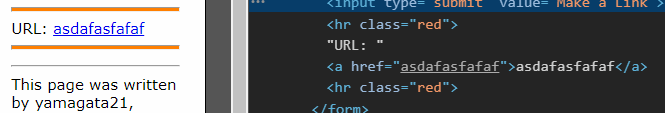 URL: asdafasfafaf
This page was written
by yamagata21,
<input type="submit" value="Make a Link">
<hr class="red">
"URL: "
<a href="asdafasfafaf">asdafasfafaf</a>
<hr class="red">
</form>